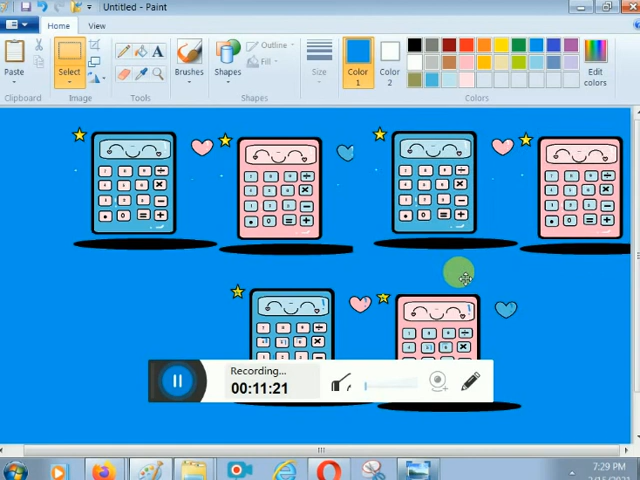 Untitled - Paint
Home
View
Paste
Select
Brushes
Shapes
Outline
Fill
Size
Color
1
Color
2
Edit
colors
Clipboard
Image
Tools
Shapes
Colors
Recording...
00:11:21
7:29 PM